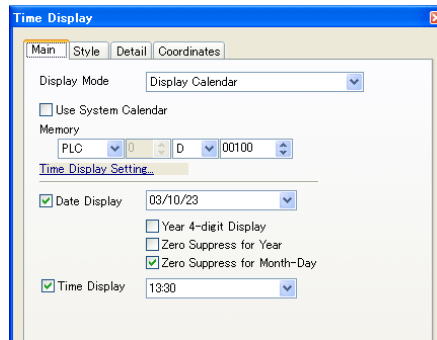 Time Display
Main Style Detail Coordinates
Display Mode Display Calendar
Use System Calendar
Memory
PLC 0 D 00100
Time Display Setting...
Date Display 03/10/23
Year 4-digit Display
Zero Suppress for Year
Zero Suppress for Month-Day
Time Display 13:30